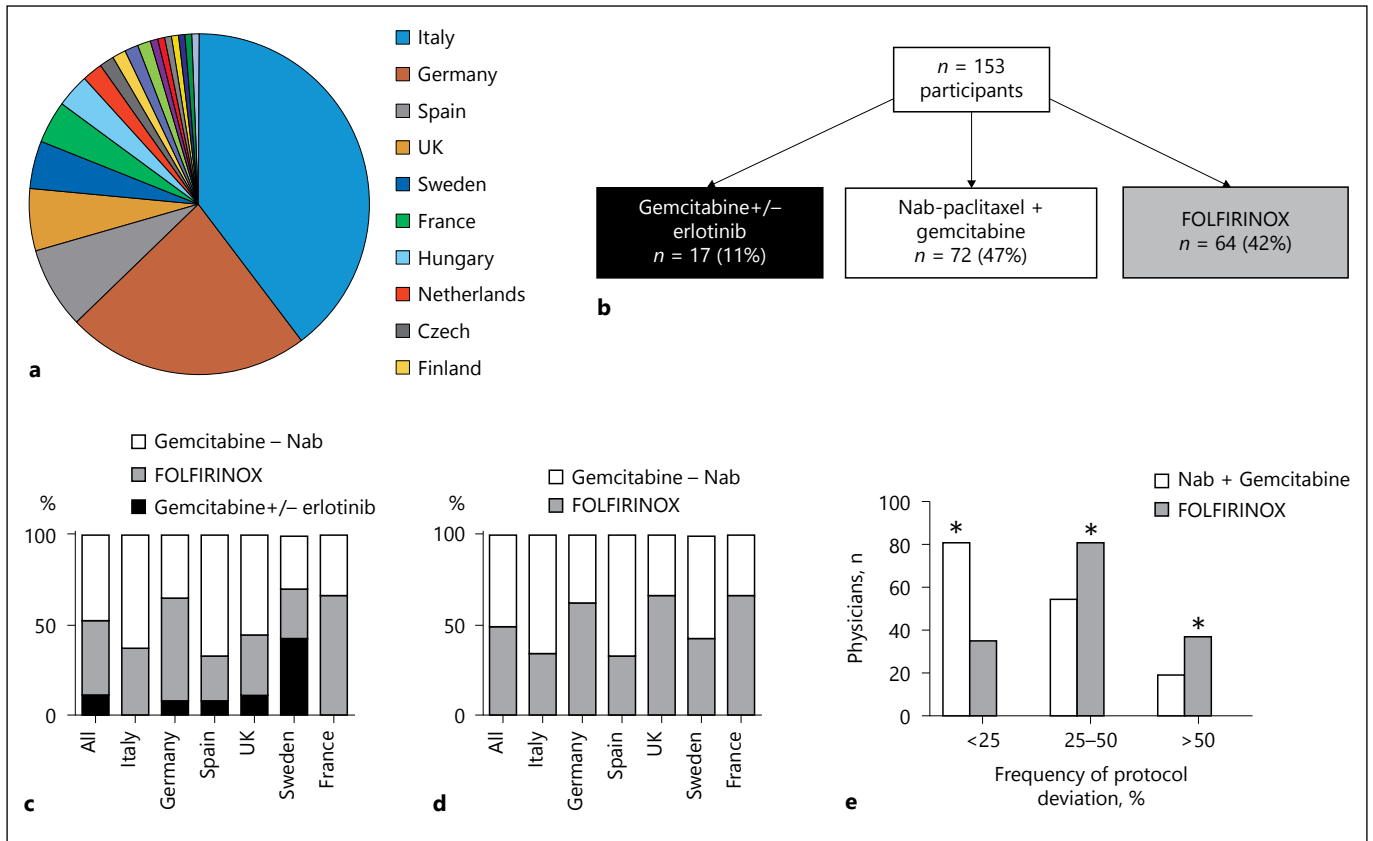 Italy
Germany
Spain
UK
Sweden
France
Hungary
Netherlands
Czech
Finland
a
n = 153
participants
Gemcitabine+/–
erlotinib
n = 17 (11%)
Nab-paclitaxel +
gemcitabine
n = 72 (47%)
FOLFIRINOX
n = 64 (42%)
b
Gemcitabine – Nab
FOLFIRINOX
Gemcitabine+/– erlotinib
%
100
50
0
All
Italy
Germany
Spain
UK
Sweden
France
c
Gemcitabine – Nab
FOLFIRINOX
%
100
50
0
All
Italy
Germany
Spain
UK
Sweden
France
d
Nab + Gemcitabine
FOLFIRINOX
Physicians, n
100
80
60
40
20
0
* * *
<25 25–50 >50
Frequency of protocol
deviation, %
e